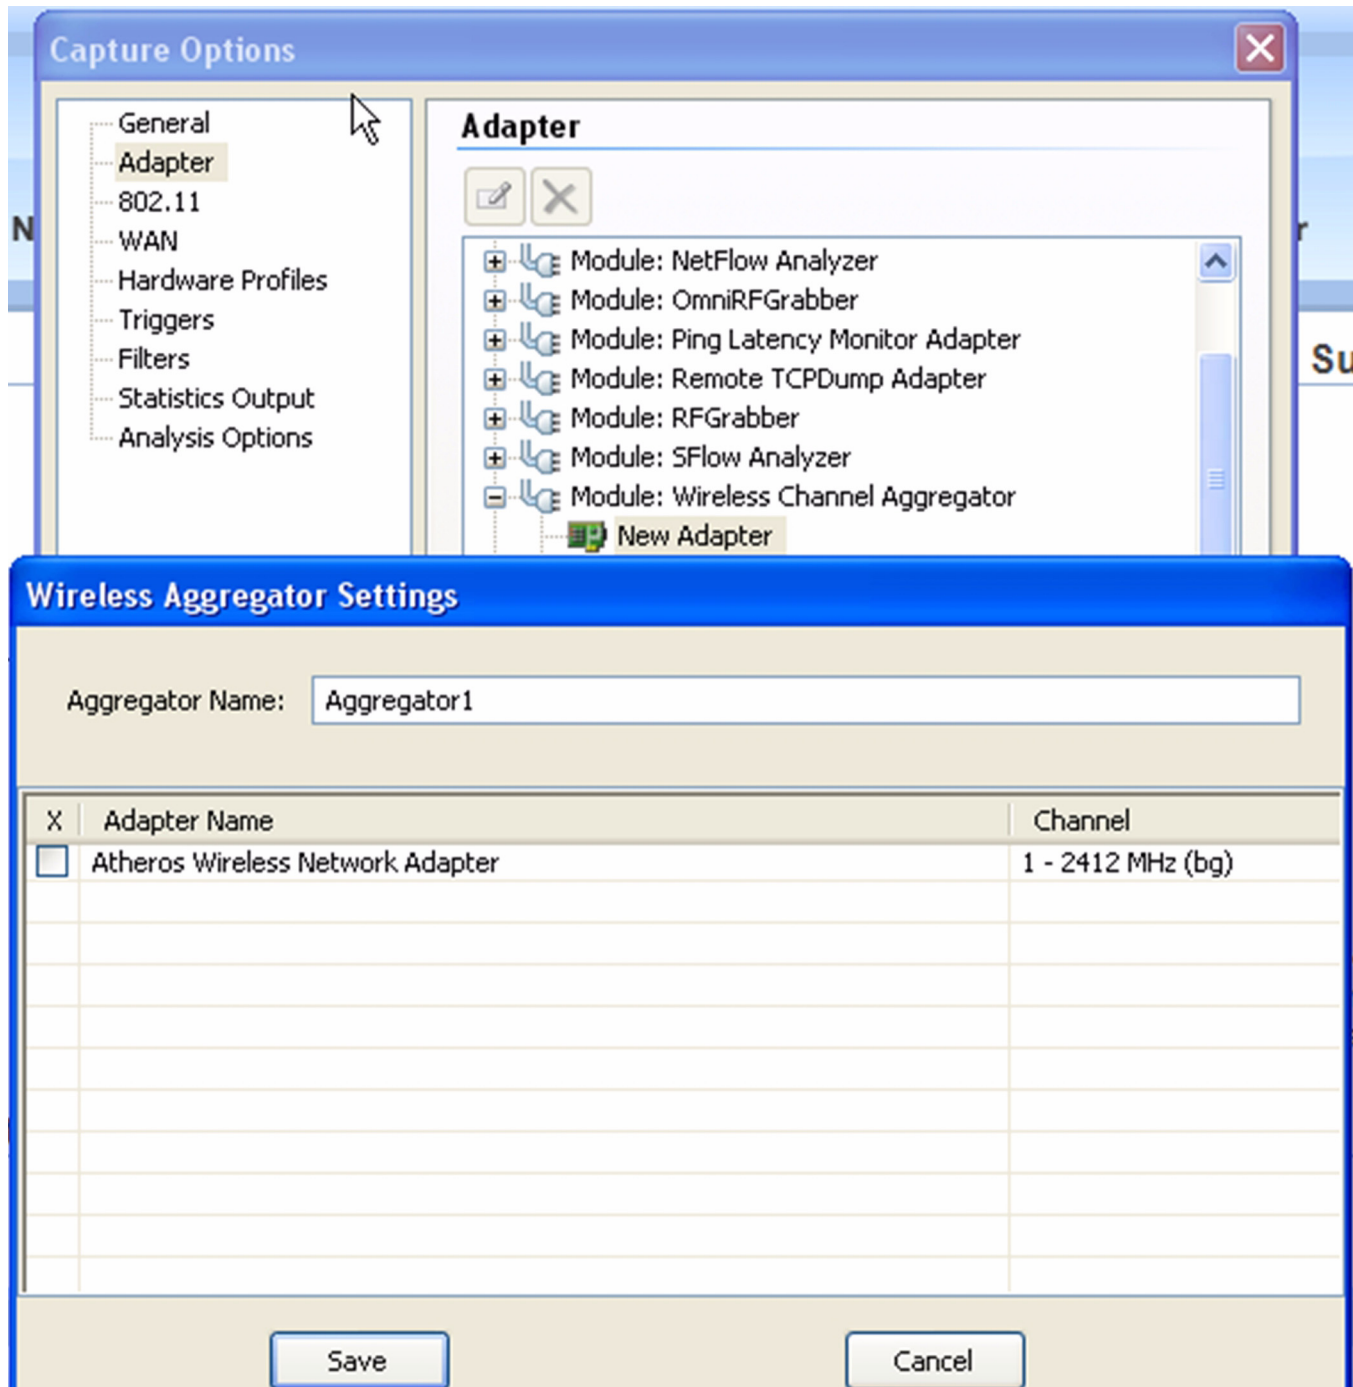 Capture Options
General
Adapter
802.11
WAN
Hardware Profiles
Triggers
Filters
Statistics Output
Analysis Options
Adapter
Module: NetFlow Analyzer
Module: OmniRFGrabber
Module: Ping Latency Monitor Adapter
Module: Remote TCPDump Adapter
Module: RFGrabber
Module: SFlow Analyzer
Module: Wireless Channel Aggregator
New Adapter
N
r
Su
Wireless Aggregator Settings
Aggregator Name: Aggregator1
X Adapter Name Channel
Atheros Wireless Network Adapter 1 - 2412 MHz (bg)
Save Cancel